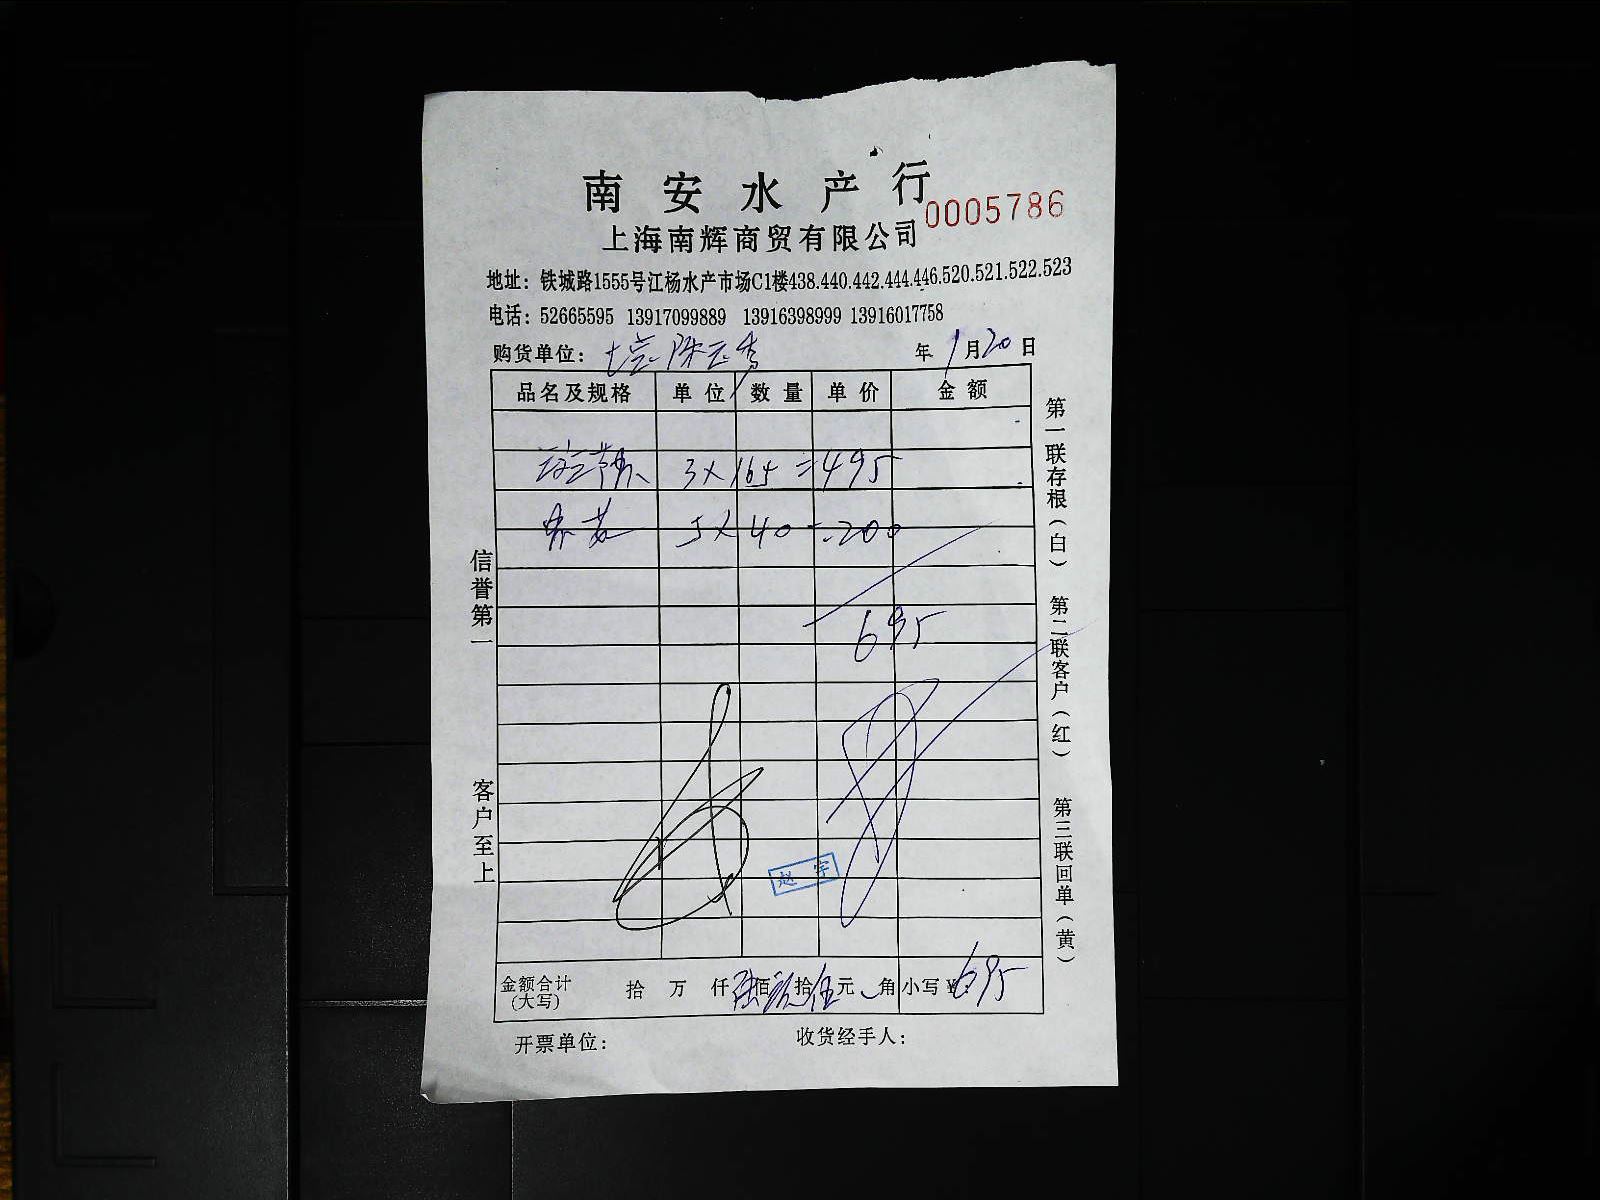 南安水产行
0005786
上海南辉商贸有限公司
地址：铁城路1555号江杨水产市场C1楼438.440.442.444.446.520.521.522.523
电话：52665595 13917099889 13916398999 13916017758
购货单位： 年 1月20日
品名及规格 单位 数量 单价 金额
3×165=495
5×40=200
695
赵宇
金额合计(大写) 拾 万 仟陆佰玖拾伍元 角 小写¥:695
开票单位： 收货经手人：
信誉第一
客户至上
第一联存根(白)
第二联客户(红)
第三联回单(黄)